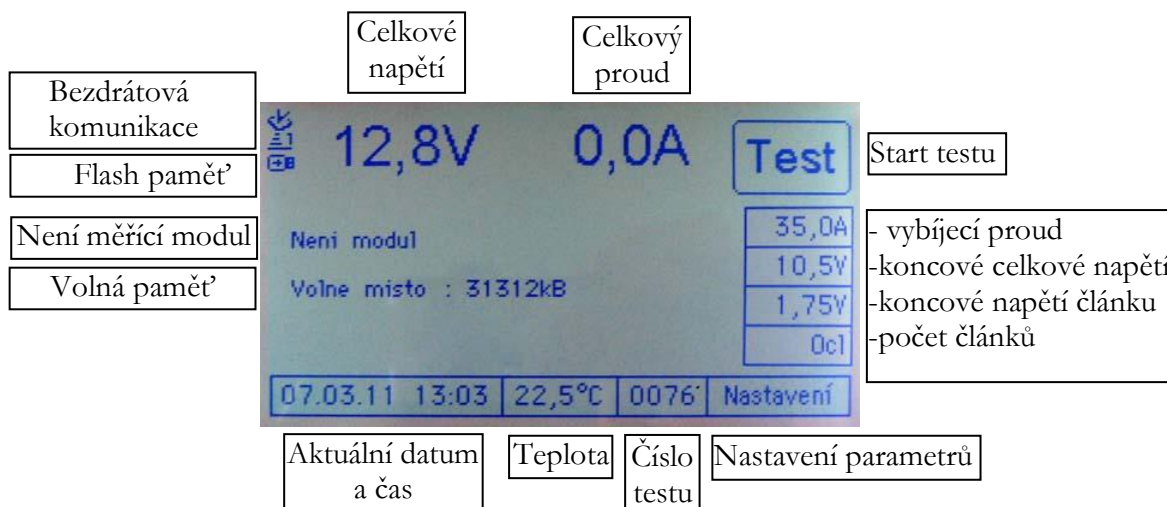 Celkové
napětí
Celkový
proud
Bezdrátová
komunikace
Flash paměť
Není měřící modul
Volná paměť
12,8V 0,0A
Test
Start testu
35,0A
10,5V
1,75V
0cl
- vybíjecí proud
-koncové celkové napětí
-koncové napětí článku
-počet článků
Není modul
Volne misto : 31312kB
07.03.11 13:03 22,5°C 0076 Nastavení
Aktuální datum
a čas
Teplota
Číslo
testu
Nastavení parametrů